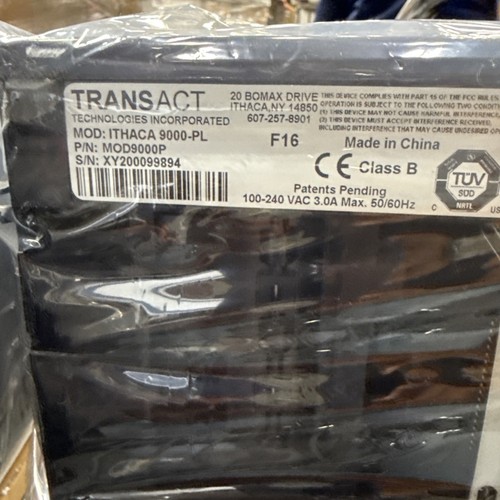 TRANSACT
TECHNOLOGIES INCORPORATED
20 BOMAX DRIVE
ITHACA,NY 14850
607-257-8901
THIS DEVICE COMPLIES WITH PART 15 OF THE FCC RULES
OPERATION IS SUBJECT TO THE FOLLOWING TWO CONDITI
(1) THIS DEVICE MAY NOT CAUSE HARMFUL INTERFERENCE
(2) THIS DEVICE MUST ACCEPT ANY INTERFERENCE
INCLUDING INTERFERENCE THAT MAY CAUSE UNDESIRED
MOD: ITHACA 9000-PL
P/N: MOD9000P
S/N: XY200099894
F16
Made in China
CE Class B
Patents Pending
100-240 VAC 3.0A Max. 50/60Hz
TÜV
SÜD
NRTL
C US